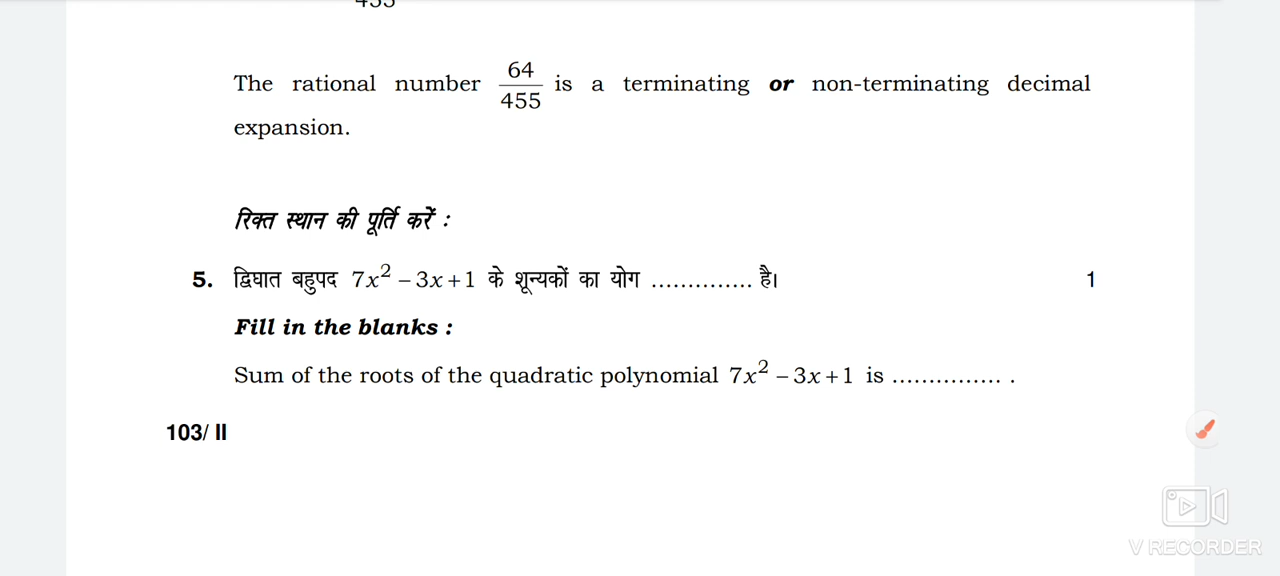 455
The rational number 64/455 is a terminating or non-terminating decimal
expansion.
रिक्त स्थान की पूर्ति करें :
5. द्विघात बहुपद 7x² – 3x + 1 के शून्यकों का योग .............. है। 1
Fill in the blanks :
Sum of the roots of the quadratic polynomial 7x² – 3x + 1 is ............... .
103/ II
V RECORDER